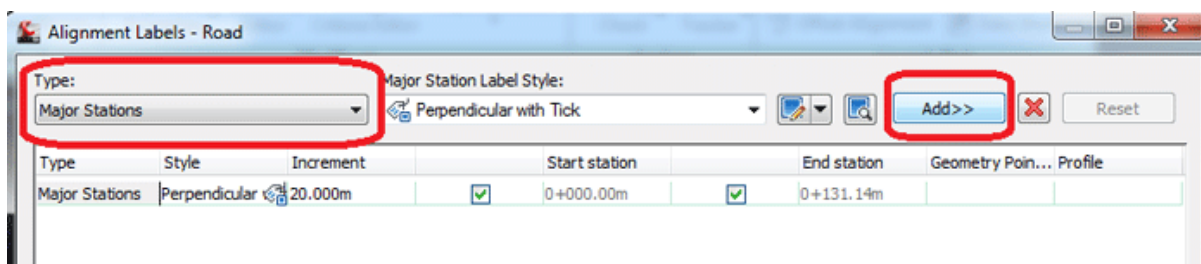 Alignment Labels - Road
Type:
Major Station Label Style:
Major Stations
Perpendicular with Tick
Add>>
Reset
Type Style Increment Start station End station Geometry Poin... Profile
Major Stations Perpendicular 20.000m 0+000.00m 0+131.14m